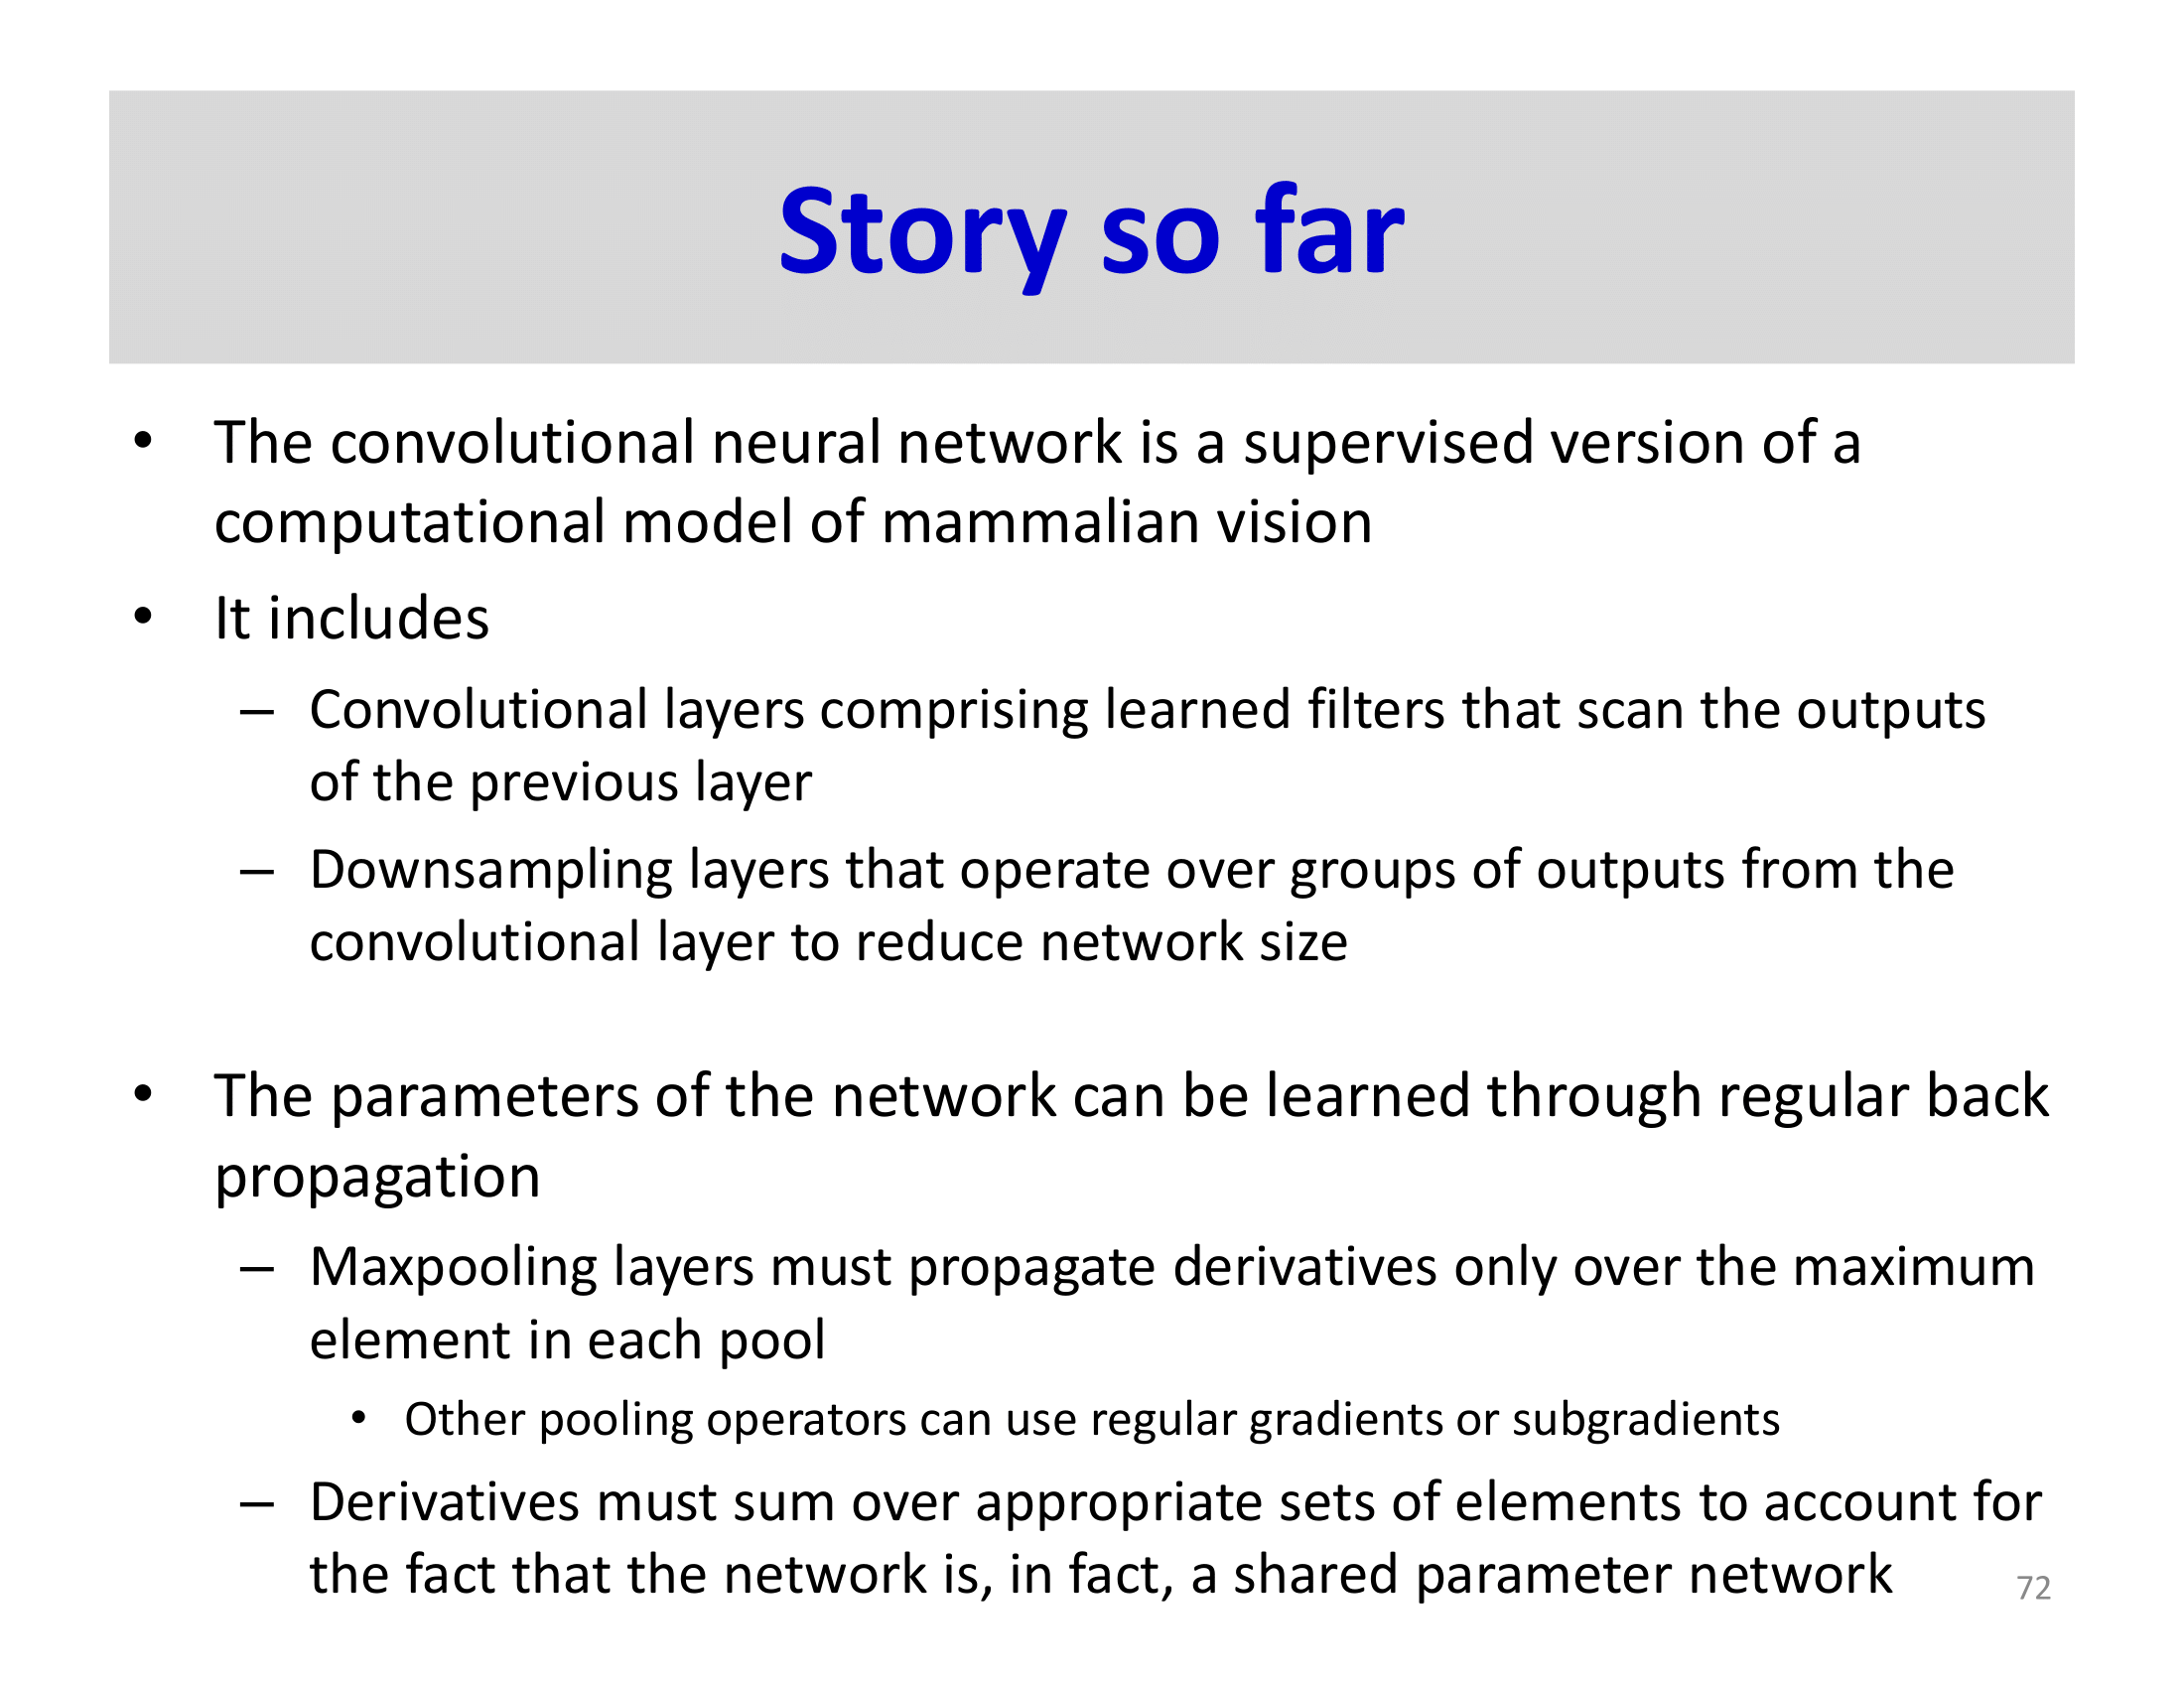 Story so far
• The convolutional neural network is a supervised version of a
computational model of mammalian vision
• It includes
– Convolutional layers comprising learned filters that scan the outputs
of the previous layer
– Downsampling layers that operate over groups of outputs from the
convolutional layer to reduce network size
• The parameters of the network can be learned through regular back
propagation
– Maxpooling layers must propagate derivatives only over the maximum
element in each pool
• Other pooling operators can use regular gradients or subgradients
– Derivatives must sum over appropriate sets of elements to account for
the fact that the network is, in fact, a shared parameter network
72